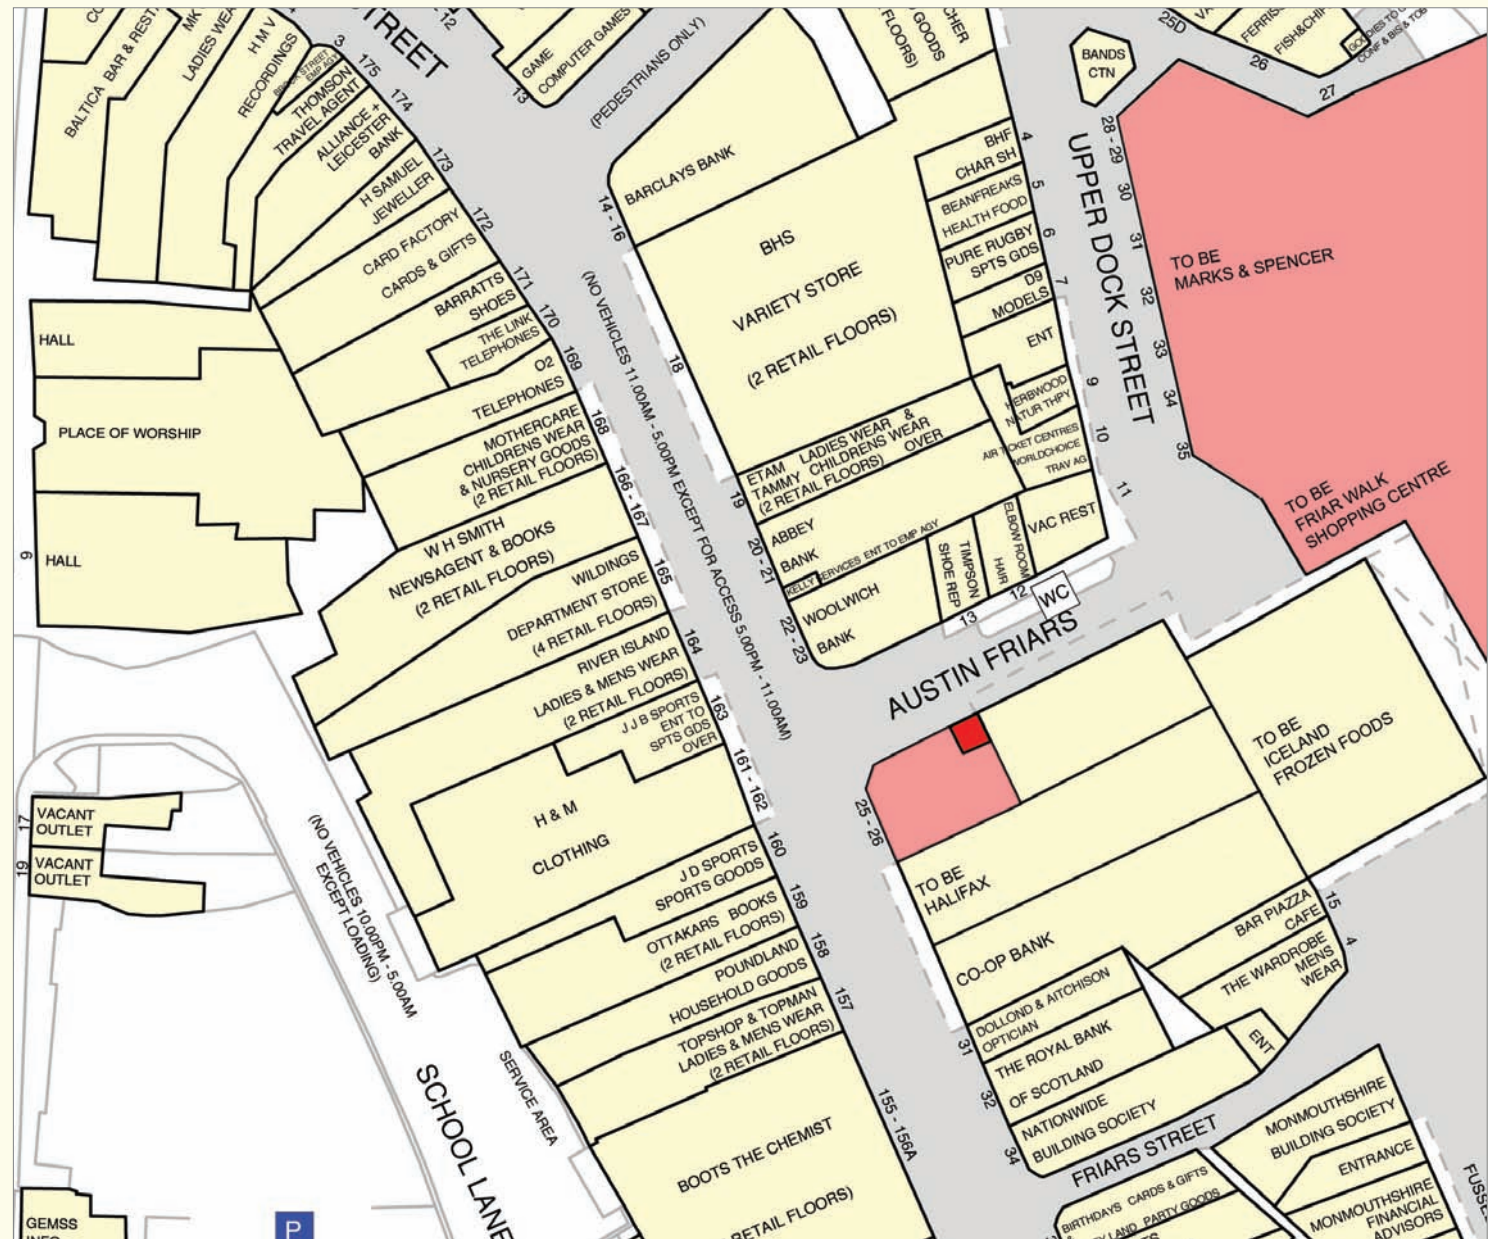 STREET
- 12
GAME
COMPUTER GAMES
13
(PEDESTRIANS ONLY)
CHER
GOODS
FLOORS)
25D
FERRIS
FISH&CHIP
GOODIES TO G
CONF & BIS & TOB
26
27
BANDS
CTN
CO
BALTICA BAR & REST
MK
LADIES WEA
H M V
RECORDINGS
3
EMP AGY
175
THOMSON
TRAVEL AGENT
174
ALLIANCE +
LEICESTER
BANK
173
H SAMUEL
JEWELLER
172
CARD FACTORY
CARDS & GIFTS
171
BARRATTS
SHOES
170
THE LINK
TELEPHONES
169
O2
TELEPHONES
168
MOTHERCARE
CHILDRENS WEAR
& NURSERY GOODS
(2 RETAIL FLOORS)
166 - 167
W H SMITH
NEWSAGENT & BOOKS
(2 RETAIL FLOORS)
165
WILDINGS
DEPARTMENT STORE
(4 RETAIL FLOORS)
164
RIVER ISLAND
LADIES & MENS WEAR
(2 RETAIL FLOORS)
163
J J B SPORTS
ENT TO
SPTS GDS
OVER
161 - 162
H & M
CLOTHING
160
J D SPORTS
SPORTS GOODS
159
OTTAKARS BOOKS
(2 RETAIL FLOORS)
158
POUNDLAND
HOUSEHOLD GOODS
157
TOPSHOP & TOPMAN
LADIES & MENS WEAR
(2 RETAIL FLOORS)
155 - 156A
BOOTS THE CHEMIST
RETAIL FLOORS)
HALL
PLACE OF WORSHIP
9
HALL
17
VACANT
OUTLET
19
VACANT
OUTLET
(NO VEHICLES 10.00PM - 5.00AM
EXCEPT LOADING)
SERVICE AREA
SCHOOL LANE
GEMSS
INFO
P
(NO VEHICLES 11.00AM - 5.00PM EXCEPT FOR ACCESS 5.00PM - 11.00AM)
14 - 16
BARCLAYS BANK
18
BHS
VARIETY STORE
(2 RETAIL FLOORS)
19
ETAM LADIES WEAR &
TAMMY CHILDRENS WEAR
(2 RETAIL FLOORS) OVER
20 - 21
ABBEY
BANK
KELLY SERVICES ENT TO EMP AGY
22 - 23
WOOLWICH
BANK
TIMPSON
SHOE REP
ELBOW ROOM
HAIR
VAC REST
13
12
WC
4
BHF
CHAR SH
5
BEANFREAKS
HEALTH FOOD
6
PURE RUGBY
SPTS GDS
7
D9
MODELS
ENT
9
HERBWOOD
NATUR THPY
10
AIR TICKET CENTRES
WORLDCHOICE
TRAV AG
11
UPPER DOCK STREET
28 - 29
30
31
32
33
34
35
TO BE
MARKS & SPENCER
TO BE
FRIAR WALK
SHOPPING CENTRE
AUSTIN FRIARS
TO BE
ICELAND
FROZEN FOODS
25 - 26
TO BE
HALIFAX
CO-OP BANK
31
DOLLOND & AITCHISON
OPTICIAN
THE ROYAL BANK
OF SCOTLAND
32
NATIONWIDE
BUILDING SOCIETY
34
15
BAR PIAZZA
CAFE
4
THE WARDROBE
MENS
WEAR
ENT
FRIARS STREET
MONMOUTHSHIRE
BUILDING SOCIETY
ENTRANCE
MONMOUTHSHIRE
FINANCIAL
ADVISORS
BIRTHDAYS CARDS & GIFTS
LAND PARTY GOODS
FUSSE